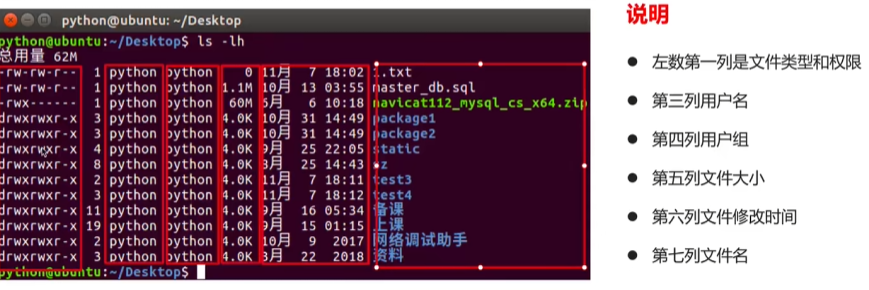 python@ubuntu: ~/Desktop
python@ubuntu:~/Desktop$ ls -lh
总用量 62M
-rw-rw-r-- 1 python python 0 11月 7 18:02 1.txt
-rw-rw-r-- 1 python python 1.1M 10月 13 03:55 master_db.sql
-rwx------ 1 python python 60M 6月 6 10:18 navicat112_mysql_cs_x64.zip
drwxrwxr-x 3 python python 4.0K 10月 31 14:49 package1
drwxrwxr-x 3 python python 4.0K 10月 31 14:49 package2
drwxrwxr-x 4 python python 4.0K 9月 25 22:05 static
drwxrwxr-x 8 python python 4.0K 8月 25 14:43
drwxrwxr-x 2 python python 4.0K 11月 7 18:11 test3
drwxrwxr-x 3 python python 4.0K 11月 7 18:12 test4
drwxrwxr-x 11 python python 4.0K 9月 16 05:34 备课
drwxrwxr-x 19 python python 4.0K 9月 15 01:15 上课
drwxrwxr-x 2 python python 4.0K 10月 9 2017 网络调试助手
drwxrwxr-x 3 python python 4.0K 3月 22 2018 资料
python@ubuntu:~/Desktop$
说明
● 左数第一列是文件类型和权限
● 第三列用户名
● 第四列用户组
● 第五列文件大小
● 第六列文件修改时间
● 第七列文件名